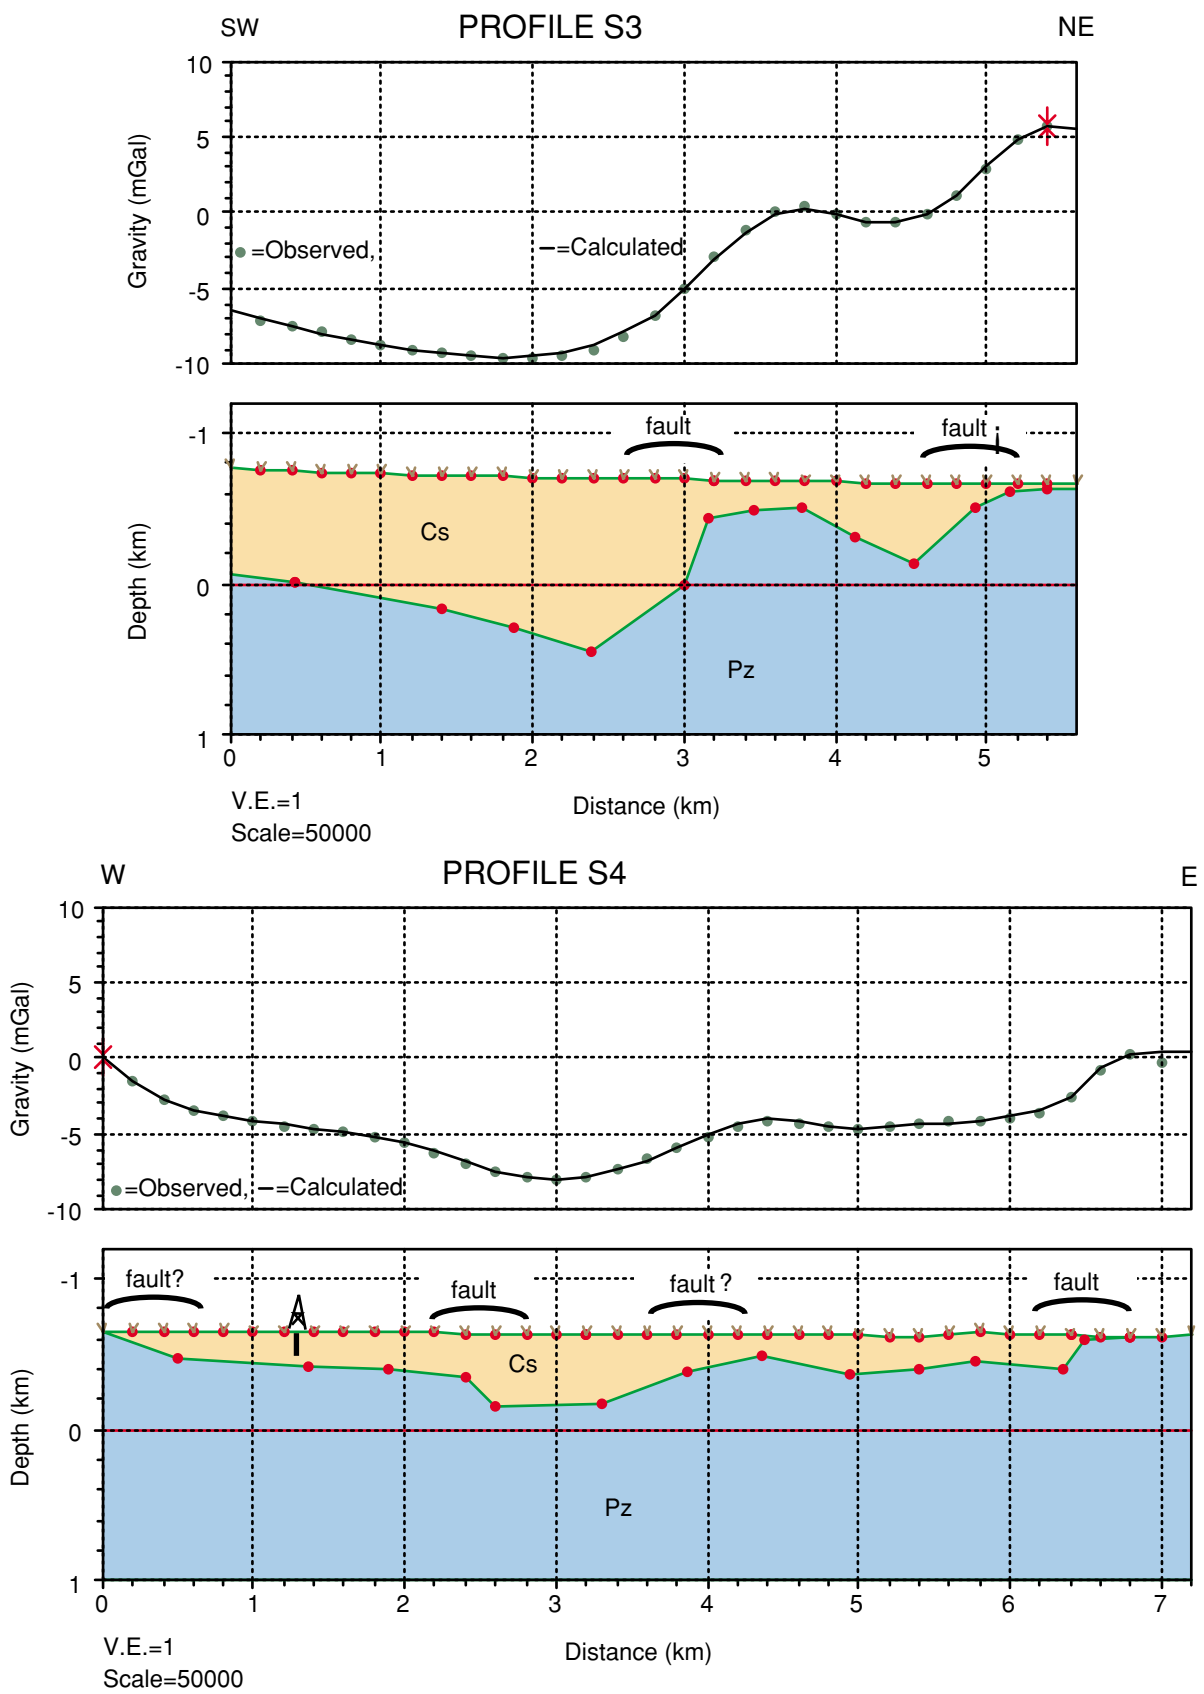 SW PROFILE S3 NE
10
5
0
-5
-10
Gravity (mGal)
=Observed, =Calculated
fault fault
-1
0
1
Depth (km)
Cs
Pz
0 1 2 3 4 5
V.E.=1 Distance (km)
Scale=50000
W PROFILE S4 E
10
5
0
-5
-10
Gravity (mGal)
=Observed, =Calculated
fault? fault fault ? fault
-1
0
1
Depth (km)
Cs
Pz
0 1 2 3 4 5 6 7
V.E.=1 Distance (km)
Scale=50000